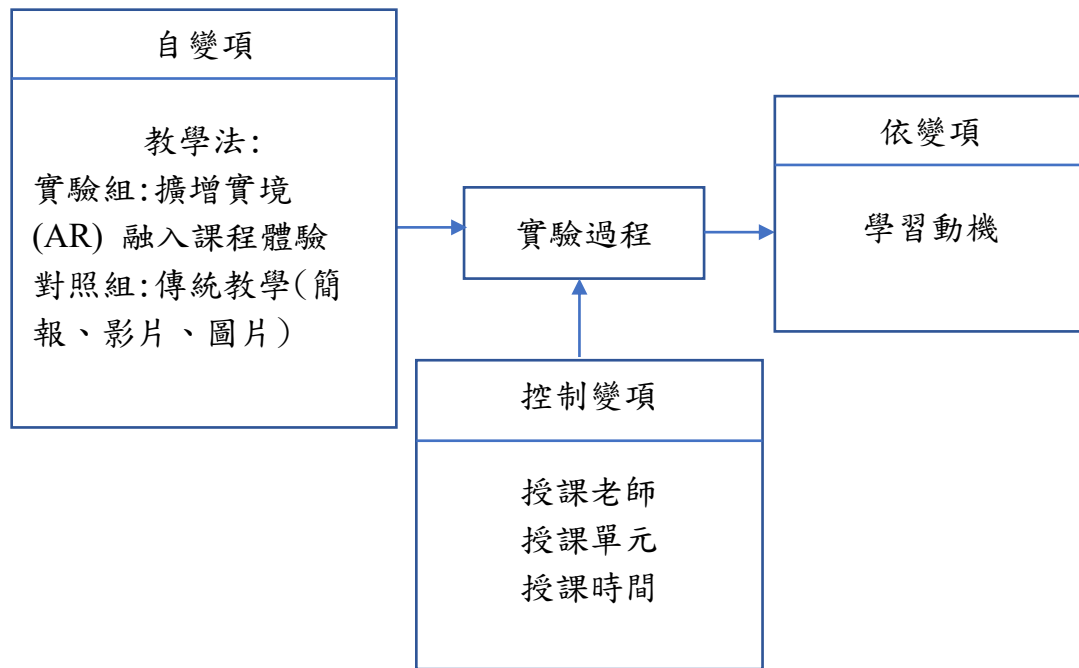 自變項
教學法:
實驗組:擴增實境
(AR) 融入課程體驗
對照組:傳統教學(簡
報、影片、圖片)
實驗過程
依變項
學習動機
控制變項
授課老師
授課單元
授課時間